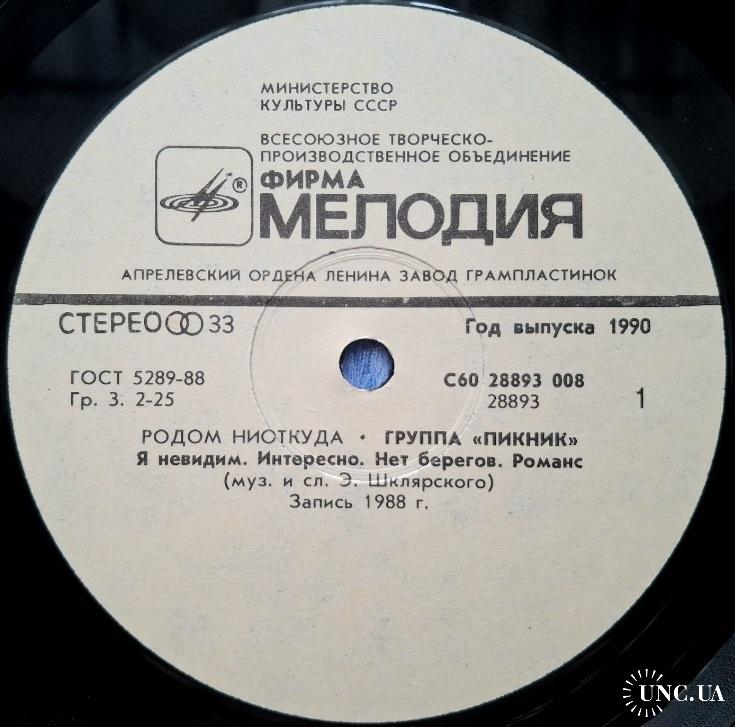 МИНИСТЕРСТВО
КУЛЬТУРЫ СССР
ВСЕСОЮЗНОЕ ТВОРЧЕСКО-
ПРОИЗВОДСТВЕННОЕ ОБЪЕДИНЕНИЕ
® ФИРМА
МЕЛОДИЯ
АПРЕЛЕВСКИЙ ОРДЕНА ЛЕНИНА ЗАВОД ГРАМПЛАСТИНОК
СТЕРЕО 33 Год выпуска 1990
ГОСТ 5289-88 С60 28893 008
Гр. 3. 2-25 28893 1
РОДОМ НИОТКУДА • ГРУППА «ПИКНИК»
Я невидим. Интересно. Нет берегов. Романс
(муз. и сл. Э. Шклярского)
Запись 1988 г.
UNC.UA